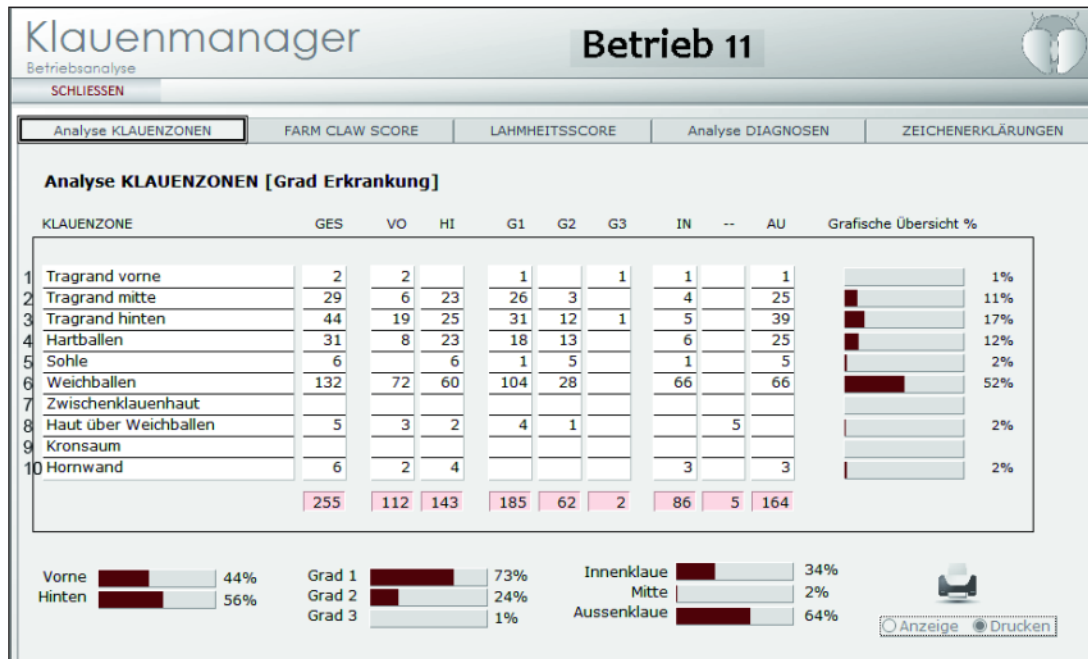 Klauenmanager
Betrieb 11
Betriebsanalyse
SCHLIESSEN
Analyse KLAUENZONEN FARM CLAW SCORE LAHMHEITSSCORE Analyse DIAGNOSEN ZEICHENERKLÄRUNGEN
Analyse KLAUENZONEN [Grad Erkrankung]
KLAUENZONE GES VO HI G1 G2 G3 IN -- AU Grafische Übersicht %
1 Tragrand vorne 2 2 1 1 1 1 1%
2 Tragrand mitte 29 6 23 26 3 4 25 11%
3 Tragrand hinten 44 19 25 31 12 1 5 39 17%
4 Hartballen 31 8 23 18 13 6 25 12%
5 Sohle 6 6 1 5 1 5 2%
6 Weichballen 132 72 60 104 28 66 66 52%
7 Zwischenklauenhaut
8 Haut über Weichballen 5 3 2 4 1 5 2%
9 Kronsaum
10 Hornwand 6 2 4 3 3 2%
255 112 143 185 62 2 86 5 164
Vorne 44% Grad 1 73% Innenklaue 34%
Hinten 56% Grad 2 24% Mitte 2%
Grad 3 1% Aussenklaue 64%
Anzeige Drucken